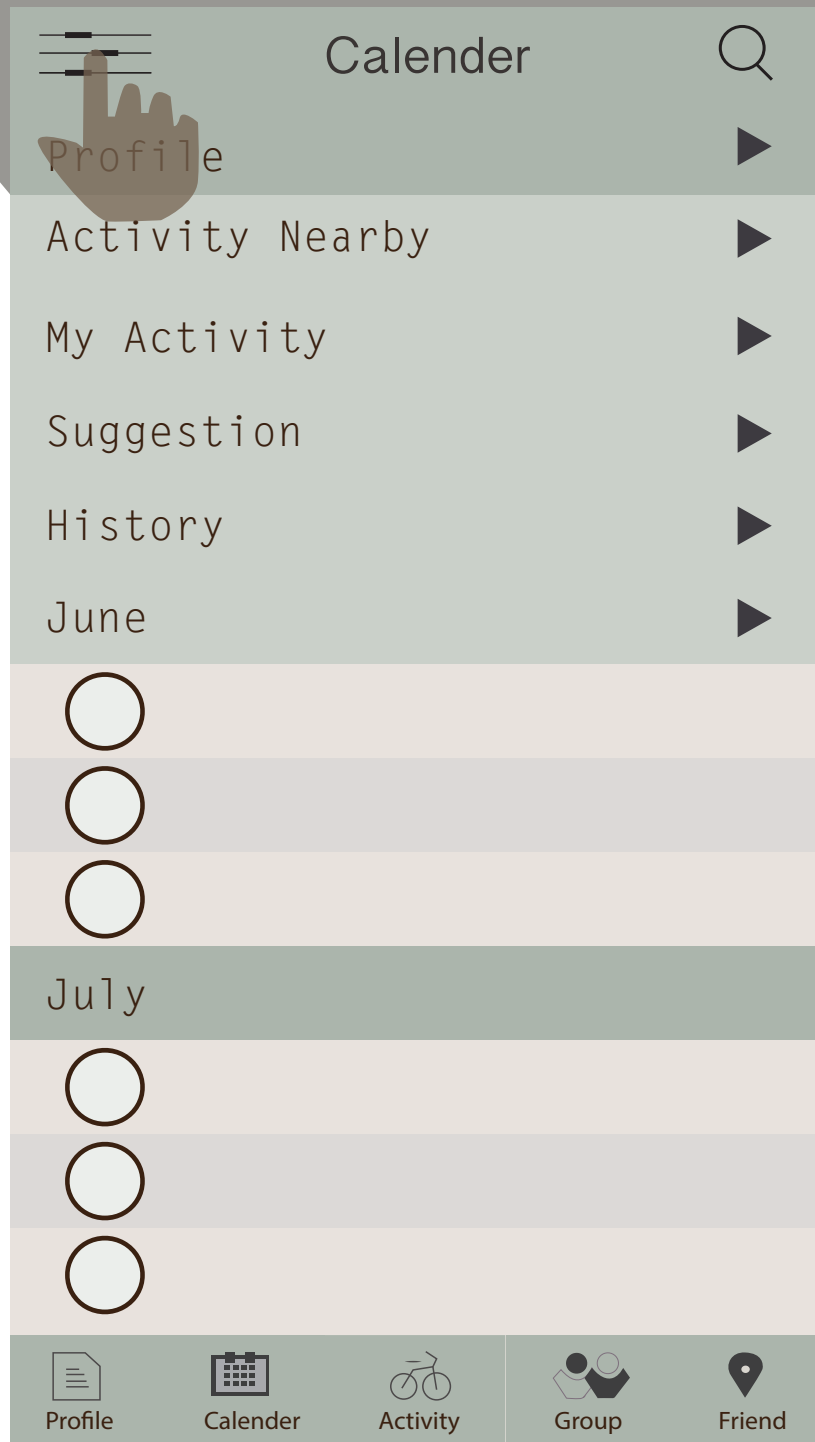 Calender
Profile
Activity Nearby
My Activity
Suggestion
History
June
July
Profile
Calender
Activity
Group
Friend